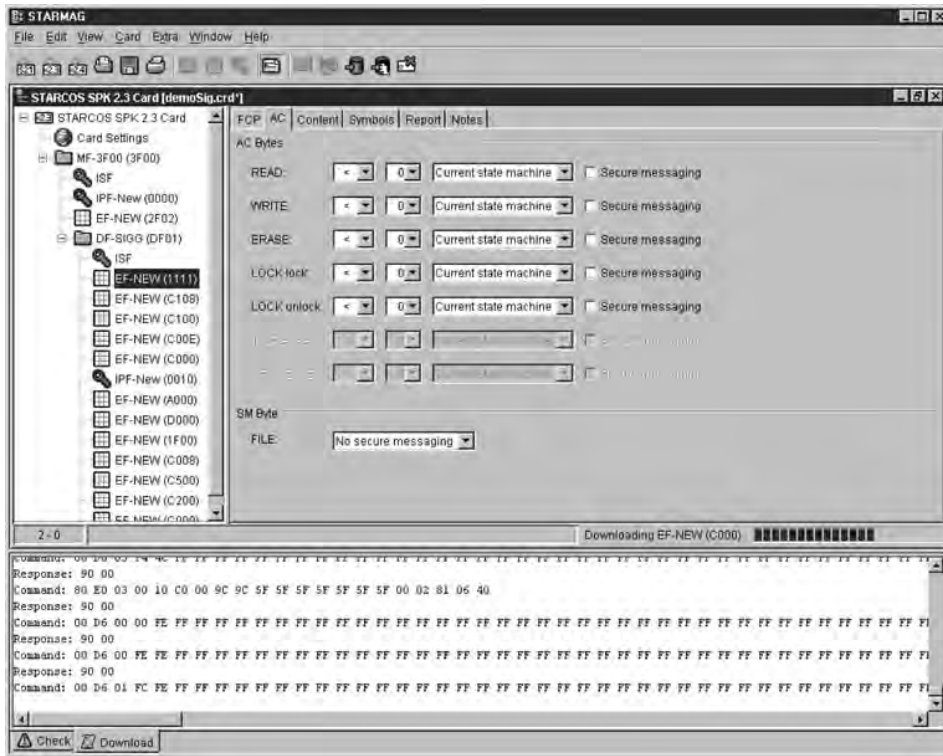 STARMAG
File Edit View Card Extra Window Help
STARCOS SPK 2.3 Card [demoSig.crd*]
STARCOS SPK 2.3 Card
Card Settings
MF-3F00 (3F00)
ISF
IPF-New (0000)
EF-NEW (2F02)
DF-SIGG (DF01)
ISF
EF-NEW (1111)
EF-NEW (C108)
EF-NEW (C100)
EF-NEW (C00E)
EF-NEW (C000)
IPF-New (0010)
EF-NEW (A000)
EF-NEW (D000)
EF-NEW (1F00)
EF-NEW (C008)
EF-NEW (C500)
EF-NEW (C200)
FCP AC Content Symbols Report Notes
AC Bytes
READ: < 0 Current state machine Secure messaging
WRITE: < 0 Current state machine Secure messaging
ERASE: < 0 Current state machine Secure messaging
LOCK lock: < 0 Current state machine Secure messaging
LOCK unlock: < 0 Current state machine Secure messaging
SM Byte
FILE: No secure messaging
2 - 0 Downloading EF-NEW (C000)
Response: 90 00
Command: 80 E0 03 00 10 C0 00 9C 9C 5F 5F 5F 5F 5F 5F 5F 00 02 81 06 40
Response: 90 00
Command: 00 D6 00 00 FE FF FF FF FF FF FF FF FF FF FF FF FF FF FF FF FF FF FF FF FF FF FF FF FF FF FF FF FF FF FF FF
Response: 90 00
Command: 00 D6 00 FE FE FF FF FF FF FF FF FF FF FF FF FF FF FF FF FF FF FF FF FF FF FF FF FF FF FF FF FF FF FF FF FF
Response: 90 00
Command: 00 D6 01 FC FE FF FF FF FF FF FF FF FF FF FF FF FF FF FF FF FF FF FF FF FF FF FF FF FF FF FF FF FF FF FF FF
Check Download